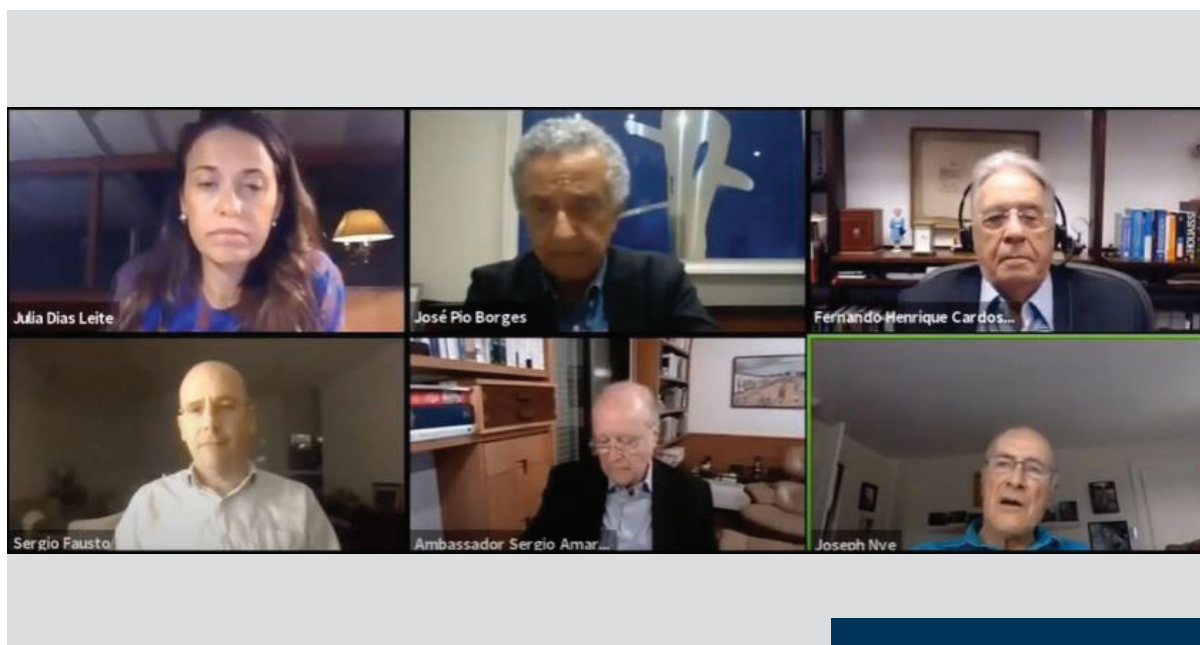 Julia Dias Leite
José Pio Borges
Fernando Henrique Cardos...
Sergio Fausto
Ambassador Sergio Amar...
Joseph Nye